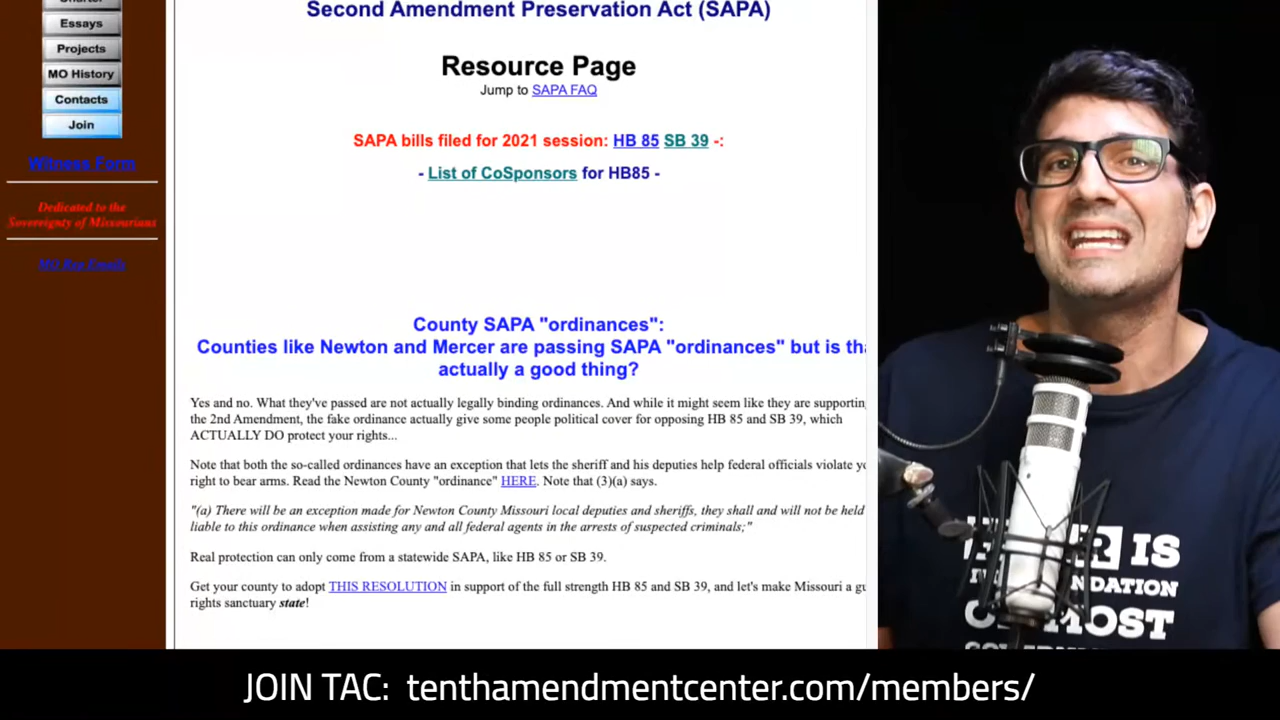 Essays
Projects
MO History
Contacts
Join
Witness Form
Dedicated to the
Sovereignty of Missourians
MO Rep Emails
Second Amendment Preservation Act (SAPA)
Resource Page
Jump to SAPA FAQ
SAPA bills filed for 2021 session: HB 85 SB 39 -:
- List of CoSponsors for HB85 -
County SAPA "ordinances":
Counties like Newton and Mercer are passing SAPA "ordinances" but is
actually a good thing?
Yes and no. What they've passed are not actually legally binding ordinances. And while it might seem like they are
the 2nd Amendment, the fake ordinance actually give some people political cover for opposing HB 85 and SB 39, which
ACTUALLY DO protect your rights...
Note that both the so-called ordinances have an exception that lets the sheriff and his deputies help federal officials violate
right to bear arms. Read the Newton County "ordinance" HERE. Note that (3)(a) says.
"(a) There will be an exception made for Newton County Missouri local deputies and sheriffs, they shall and will not be held
liable to this ordinance when assisting any and all federal agents in the arrests of suspected criminals;"
Real protection can only come from a statewide SAPA, like HB 85 or SB 39.
Get your county to adopt THIS RESOLUTION in support of the full strength HB 85 and SB 39, and let's make Missouri a
rights sanctuary state!
IS
MOST
JOIN TAC: tenthamendmentcenter.com/members/